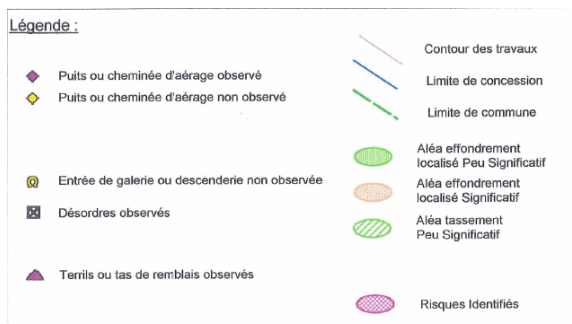 Légende :
Puits ou cheminée d'aérage observé
Puits ou cheminée d'aérage non observé
Entrée de galerie ou descenderie non observée
Désordres observés
Terrils ou tas de remblais observés
Contour des travaux
Limite de concession
Limite de commune
Aléa effondrement
localisé Peu Significatif
Aléa effondrement
localisé Significatif
Aléa tassement
Peu Significatif
Risques Identifiés